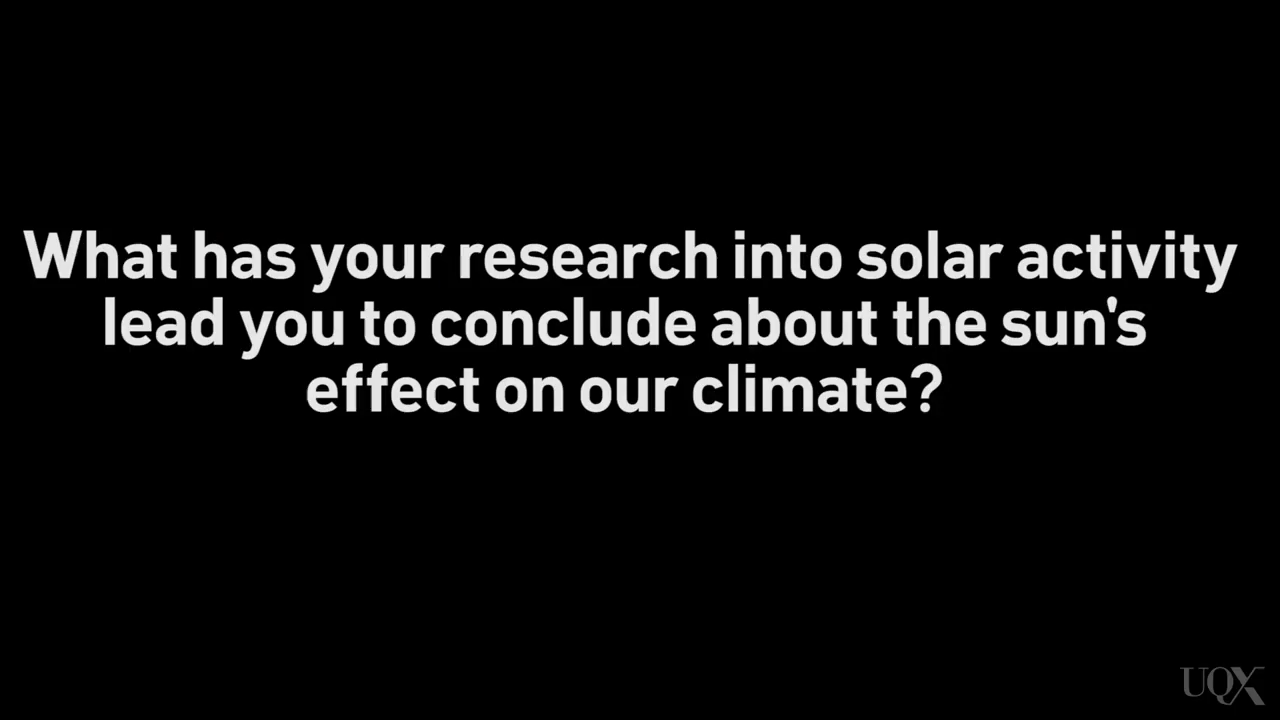 What has your research into solar activity
lead you to conclude about the sun's
effect on our climate?
UQX